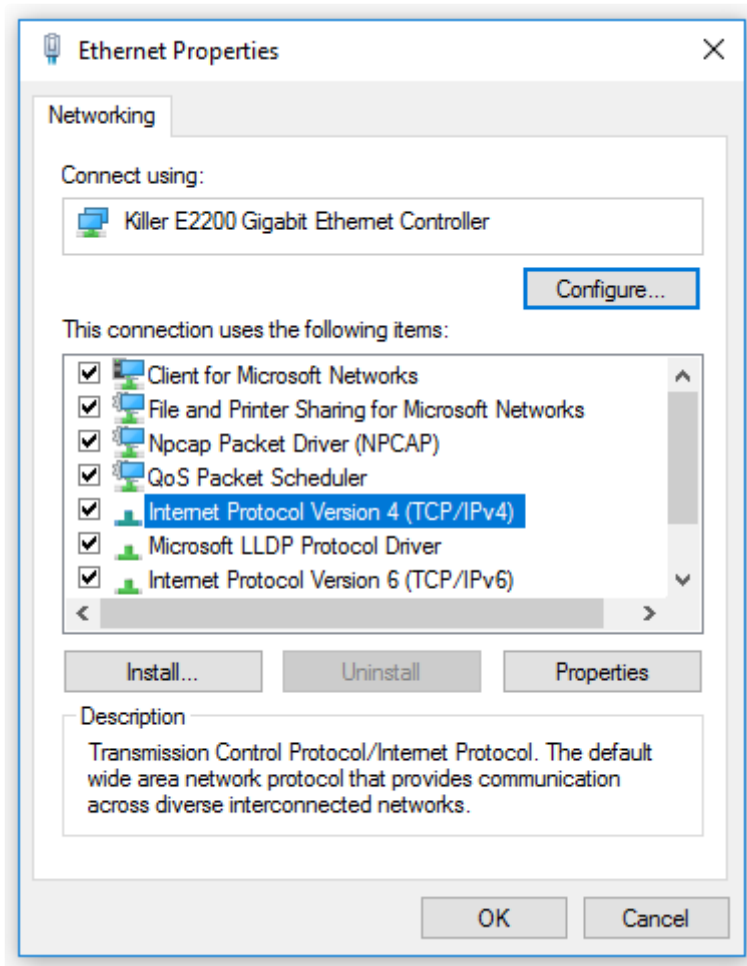 Ethernet Properties
Networking
Connect using:
Killer E2200 Gigabit Ethernet Controller
Configure...
This connection uses the following items:
Client for Microsoft Networks
File and Printer Sharing for Microsoft Networks
Npcap Packet Driver (NPCAP)
QoS Packet Scheduler
Internet Protocol Version 4 (TCP/IPv4)
Microsoft LLDP Protocol Driver
Internet Protocol Version 6 (TCP/IPv6)
Install...
Uninstall
Properties
Description
Transmission Control Protocol/Internet Protocol. The default
wide area network protocol that provides communication
across diverse interconnected networks.
OK
Cancel